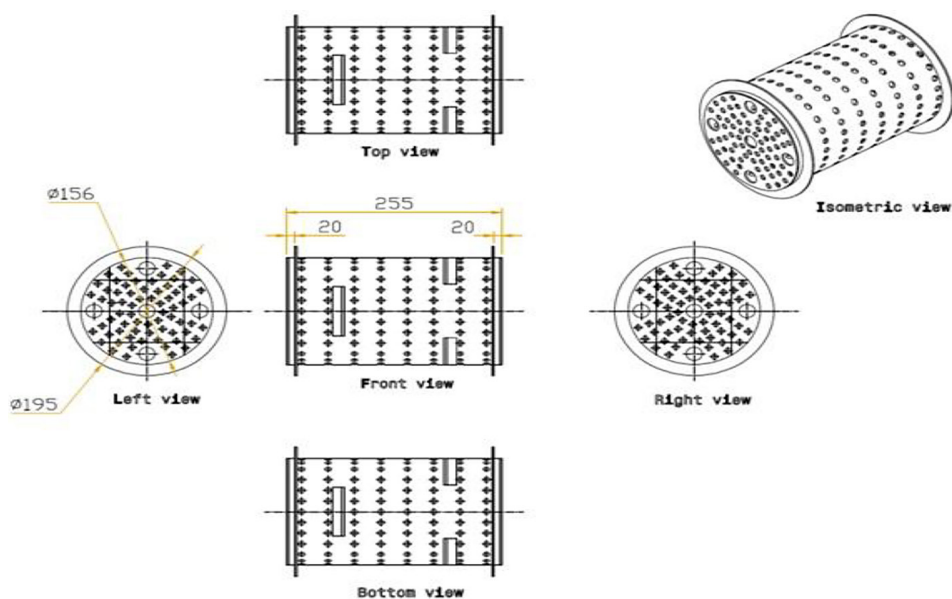 Top view
Isometric view
Ø156
255
20
20
Ø195
Left view
Front view
Right view
Bottom view